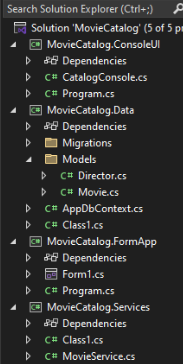 Search Solution Explorer (Ctrl+;)
Solution 'MovieCatalog' (5 of 5 p
MovieCatalog.ConsoleUI
Dependencies
C# CatalogConsole.cs
C# Program.cs
MovieCatalog.Data
Dependencies
Migrations
Models
C# Director.cs
C# Movie.cs
C# AppDbContext.cs
C# Class1.cs
MovieCatalog.FormApp
Dependencies
Form1.cs
C# Program.cs
MovieCatalog.Services
Dependencies
C# Class1.cs
C# MovieService.cs